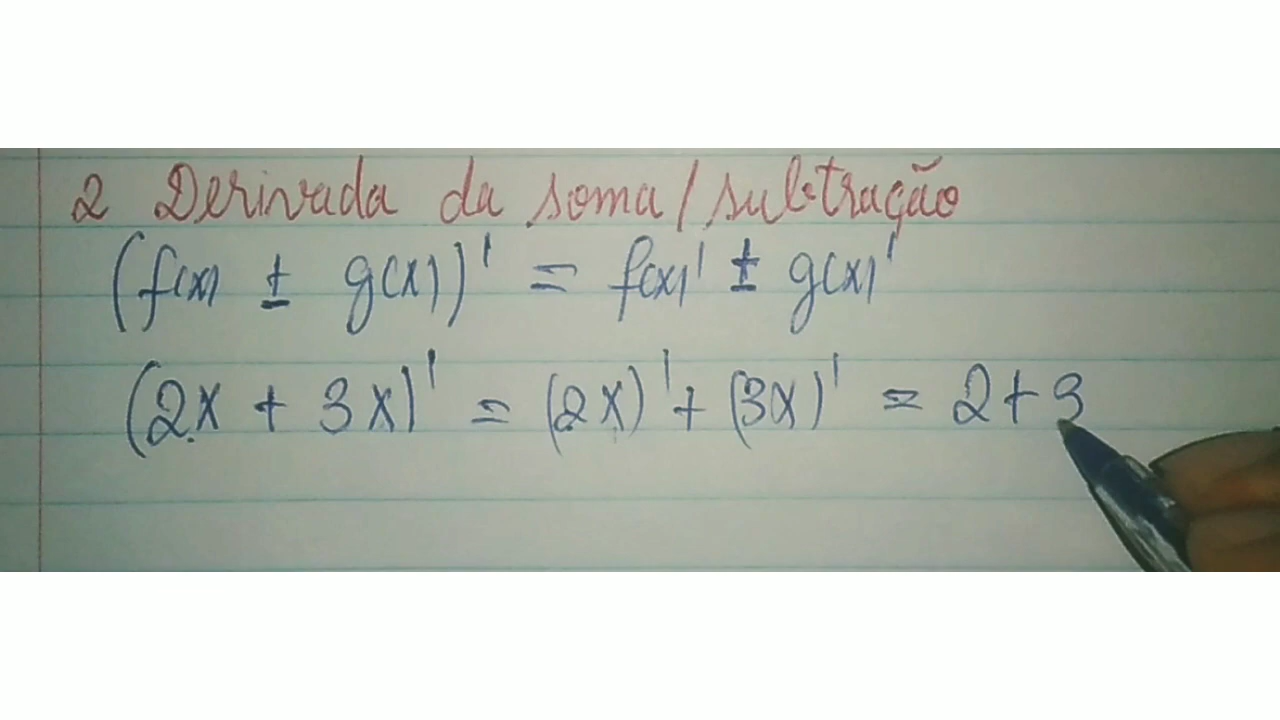 2 Derivada da soma/subtração
(f(x) ± g(x))' = f(x)' ± g(x)'
(2x + 3x)' = (2x)' + (3x)' = 2+3